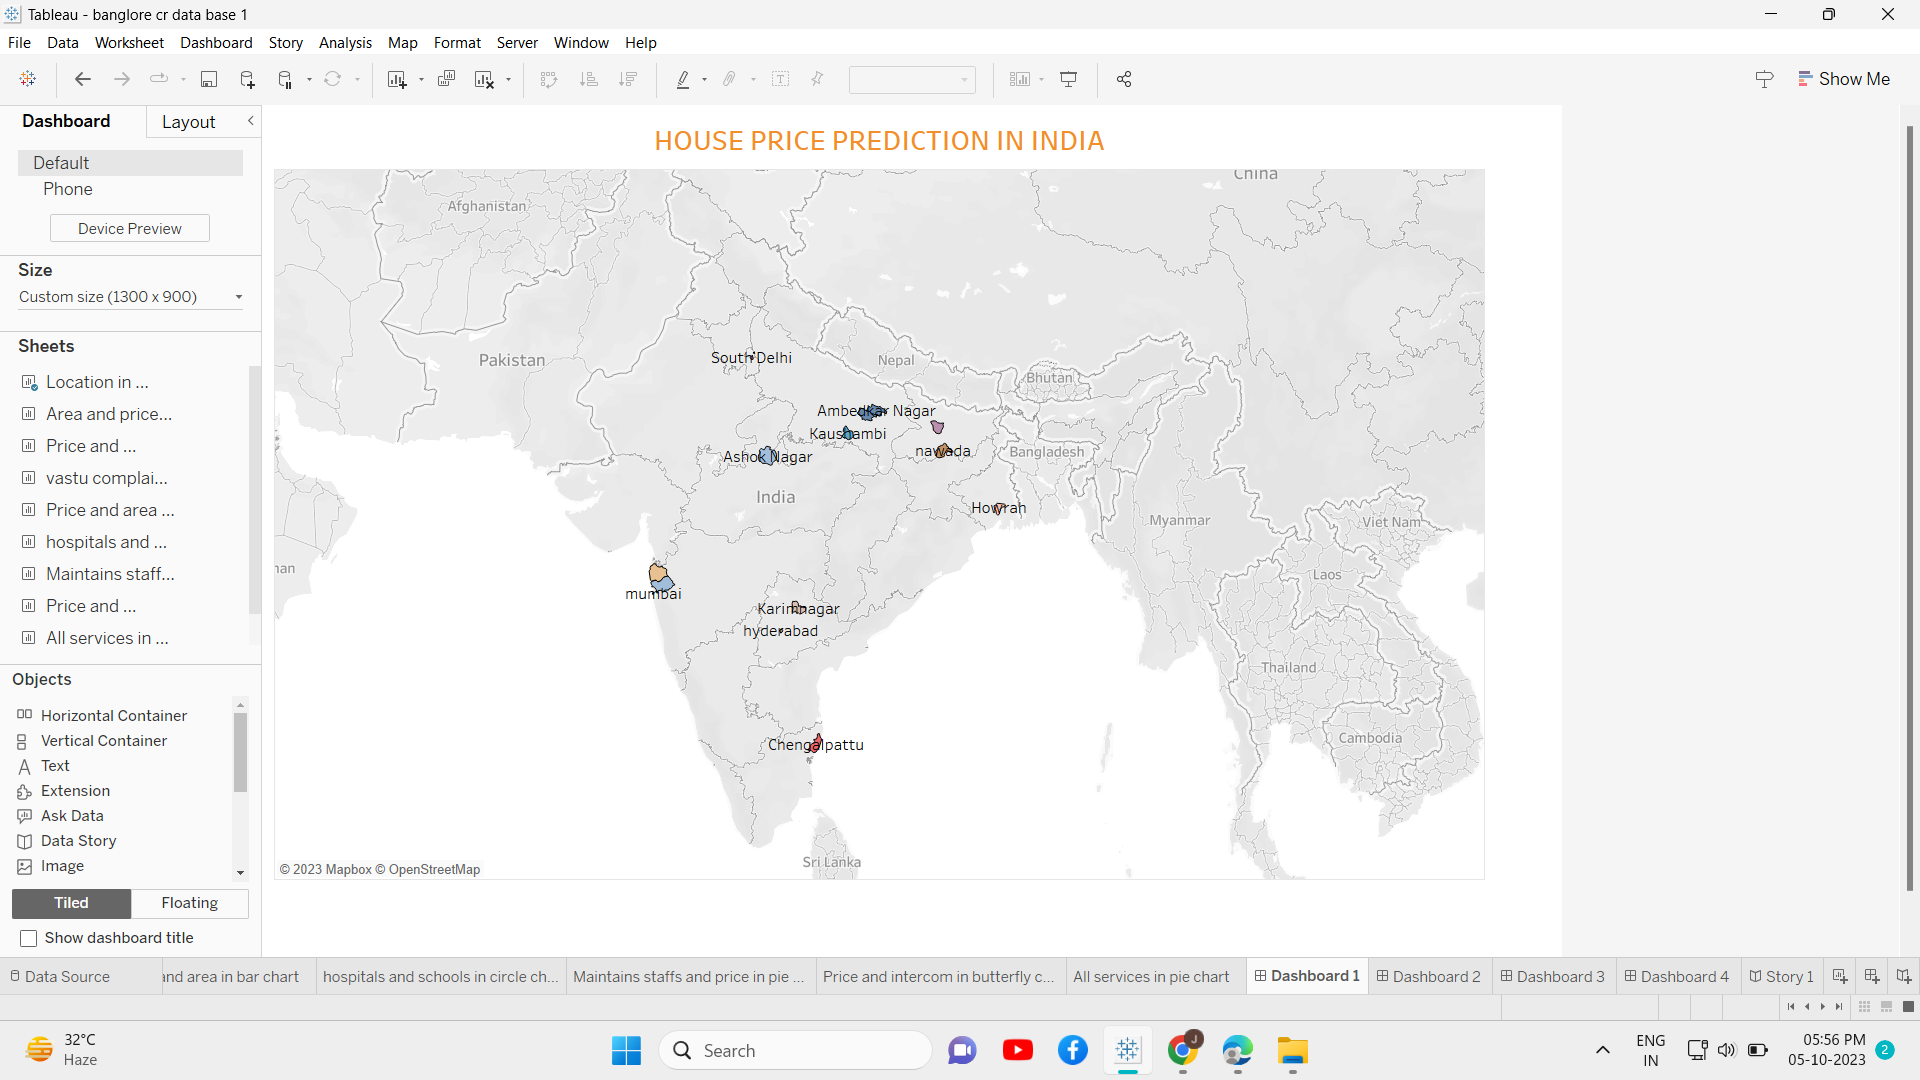 Tableau - banglore cr data base 1
File Data Worksheet Dashboard Story Analysis Map Format Server Window Help
Show Me
Dashboard Layout
Default
Phone
Device Preview
Size
Custom size (1300 x 900)
Sheets
Location in ...
Area and price...
Price and ...
vastu complai...
Price and area ...
hospitals and ...
Maintains staff...
Price and ...
All services in ...
Objects
Horizontal Container
Vertical Container
Text
Extension
Ask Data
Data Story
Image
Tiled Floating
Show dashboard title
HOUSE PRICE PREDICTION IN INDIA
China
Afghanistan
Pakistan
South Delhi
Nepal
Bhutan
Ambedkar Nagar
Kaushambi
nawada
Bangladesh
Ashok Nagar
India
Howrah
Myanmar
Viet Nam
nan
Laos
mumbai
Karimnagar
hyderabad
Thailand
Cambodia
Chengalpattu
Sri Lanka
© 2023 Mapbox © OpenStreetMap
Data Source and area in bar chart hospitals and schools in circle ch... Maintains staffs and price in pie ... Price and intercom in butterfly c... All services in pie chart Dashboard 1 Dashboard 2 Dashboard 3 Dashboard 4 Story 1
32°C
Haze
Search
J
ENG
IN
05:56 PM
05-10-2023
2